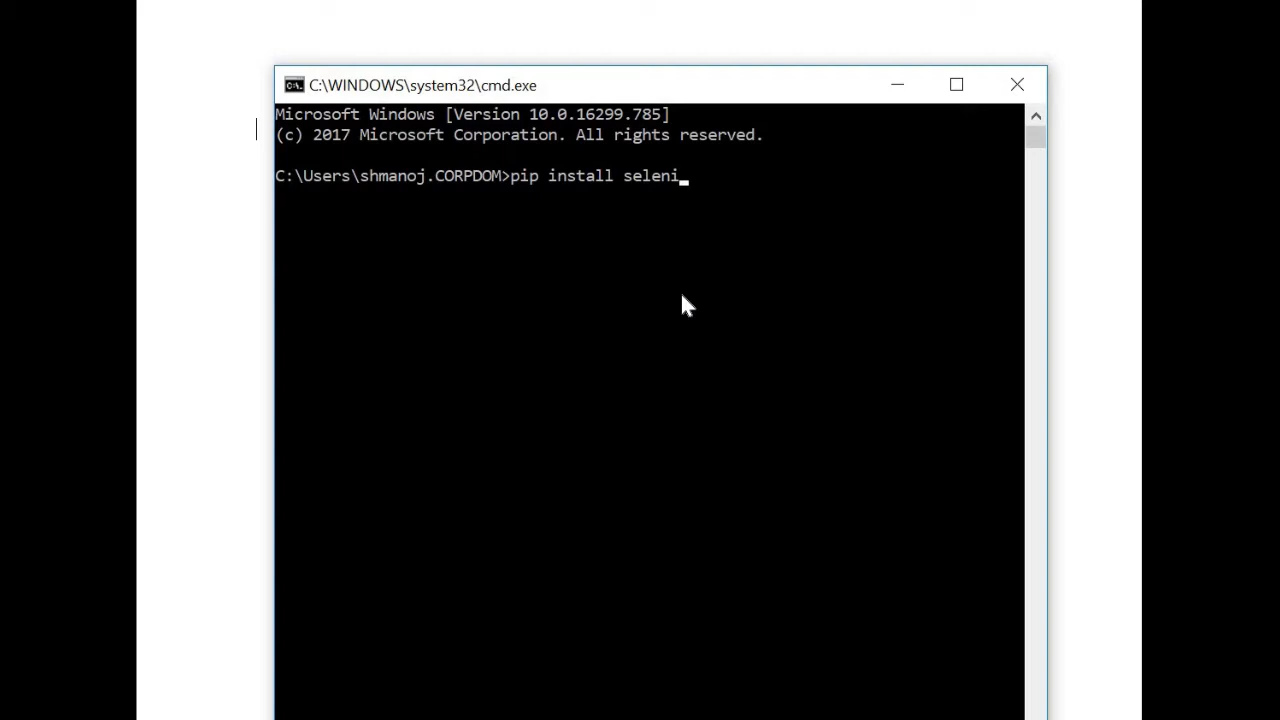 C:\WINDOWS\system32\cmd.exe
Microsoft Windows [Version 10.0.16299.785]
(c) 2017 Microsoft Corporation. All rights reserved.
C:\Users\shmanoj.CORPDOM>pip install seleni_